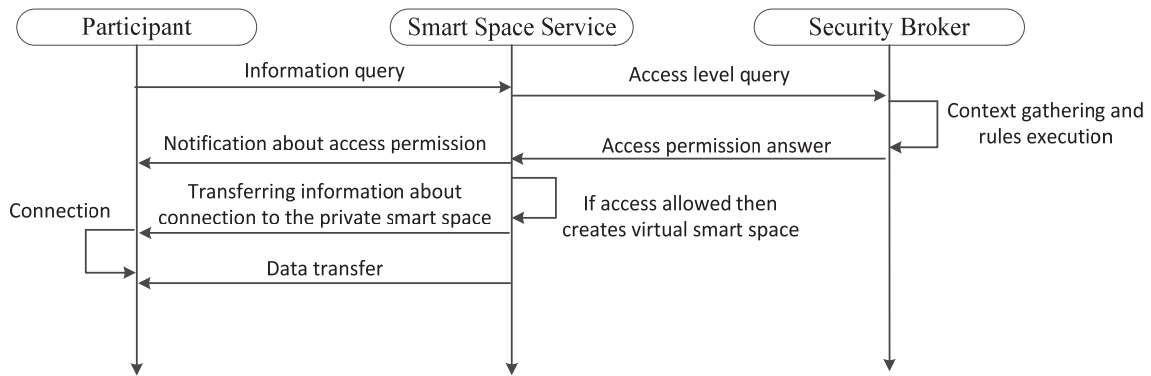 Participant
Smart Space Service
Security Broker
Information query
Access level query
Context gathering and
rules execution
Notification about access permission
Access permission answer
Transferring information about
connection to the private smart space
If access allowed then
creates virtual smart space
Connection
Data transfer